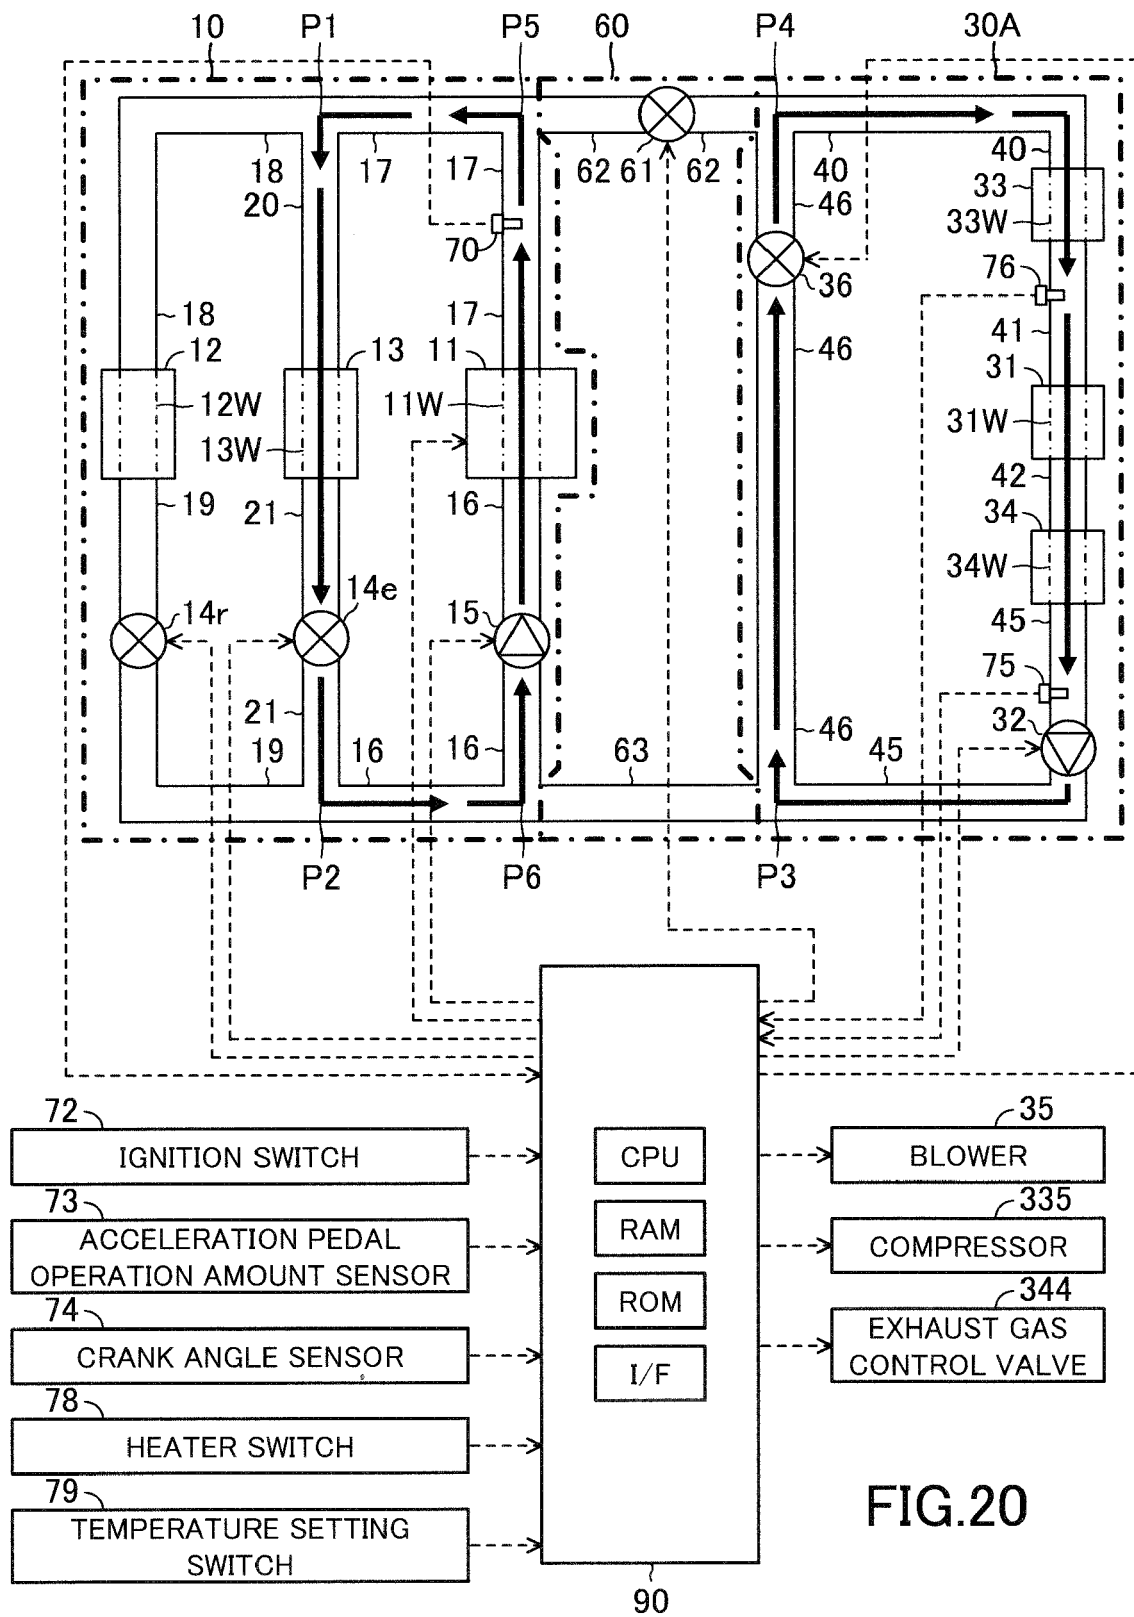 10 P1 P5 60 P4 30A
18 17 17 62 61 62 40 40
20 46 33
33W
70 36 76
18 17 46 41
12 13 11 31
12W 11W 31W
13W
19 21 16 42
34
34W
14r 14e 15 45
75
21 16 46 32
19 16 63 45
P2 P6 P3
72
IGNITION SWITCH
73
ACCELERATION PEDAL
OPERATION AMOUNT SENSOR
74
CRANK ANGLE SENSOR
78
HEATER SWITCH
79
TEMPERATURE SETTING
SWITCH
CPU
RAM
ROM
I/F
90
35
BLOWER
335
COMPRESSOR
344
EXHAUST GAS
CONTROL VALVE
FIG.20